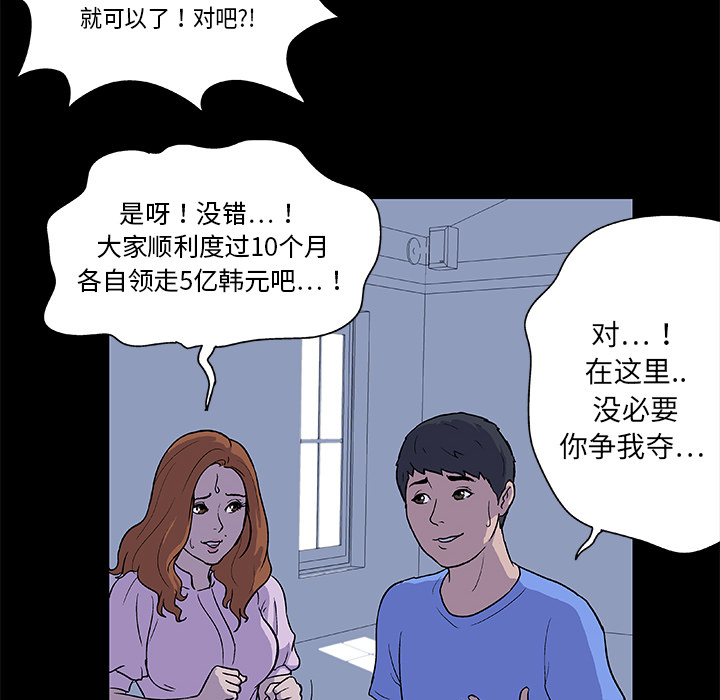 就可以了！对吧?!
是呀！没错...！
大家顺利度过10个月
各自领走5亿韩元吧...！
对...！
在这里..
没必要
你争我夺...